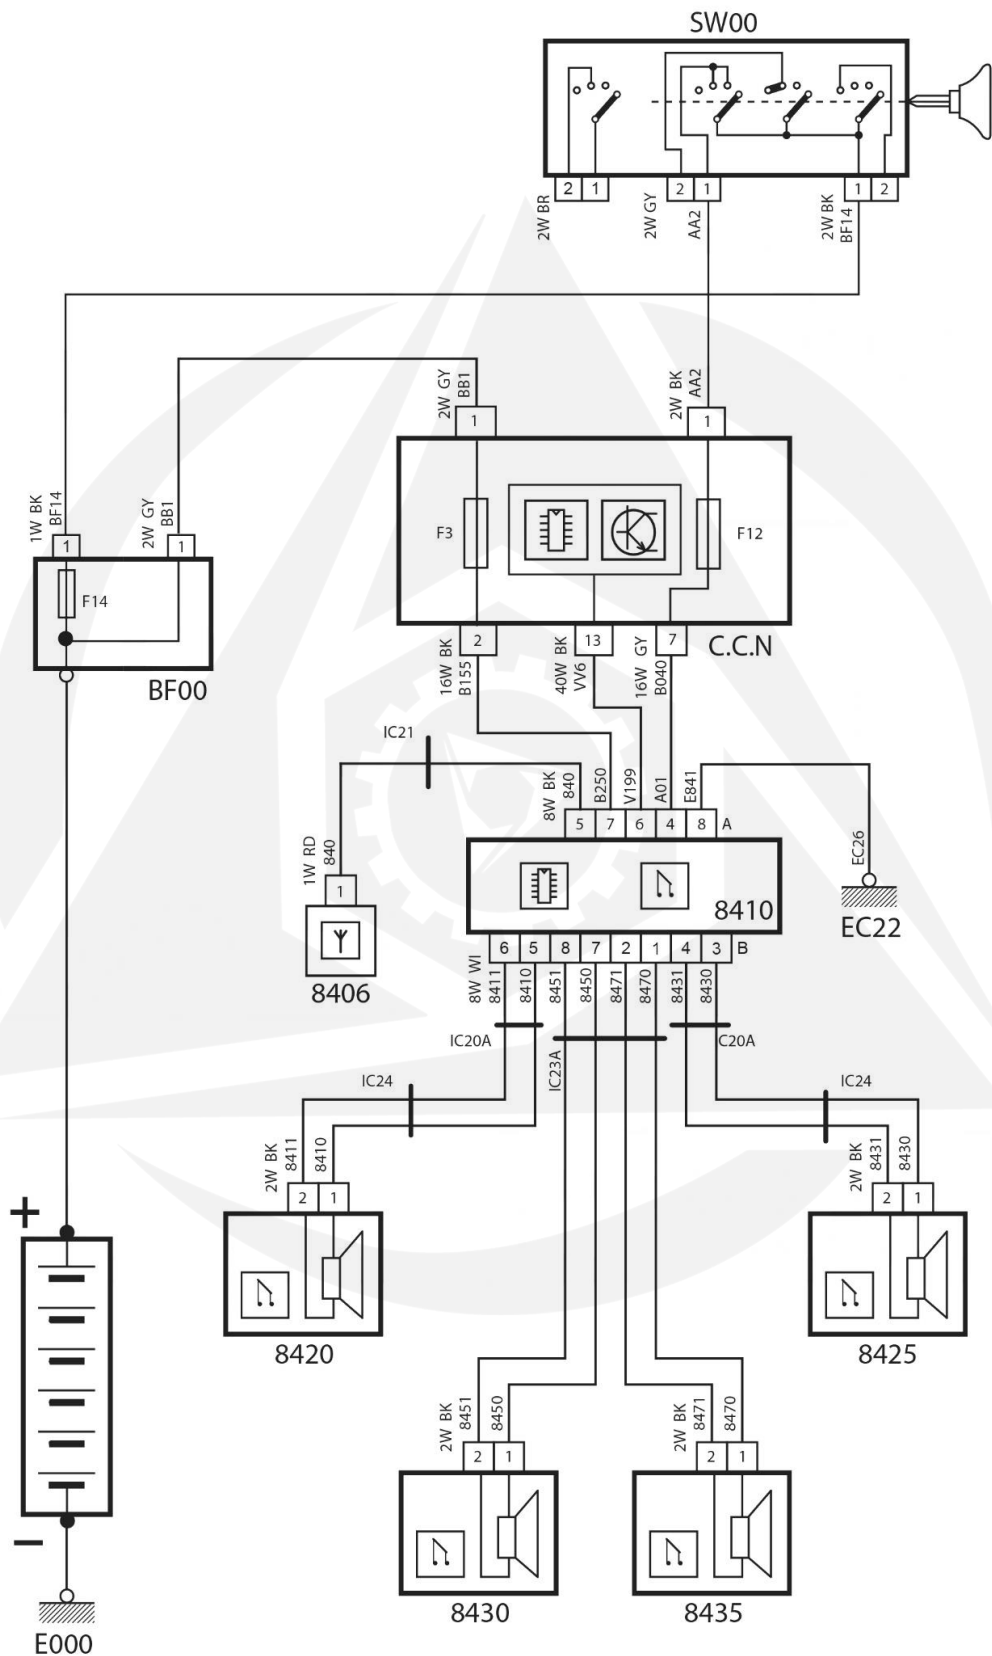 SW00
2 1 2 1 1 2
2W BR
2W GY
AA2
2W BK
BF14
2W GY
BB1
1
2W BK
AA2
1
1W BK
BF14
1
2W GY
BB1
1
F14
BF00
F3
F12
2 13 7
C.C.N
16W BK
B155
40W BK
VV6
16W GY
B040
IC21
8W BK
840
B250
V199
A01
E841
5 7 6 4 8 A
8410
EC26
EC22
1W RD
840
1
8406
6 5 8 7 2 1 4 3 B
8W WI
8411
8410
8451
8450
8471
8470
8431
8430
IC20A
IC23A
C20A
IC24
IC24
2W BK
8411
8410
2 1
8420
2W BK
8431
8430
2 1
8425
+
−
E000
2W BK
8451
8450
2 1
8430
2W BK
8471
8470
2 1
8435